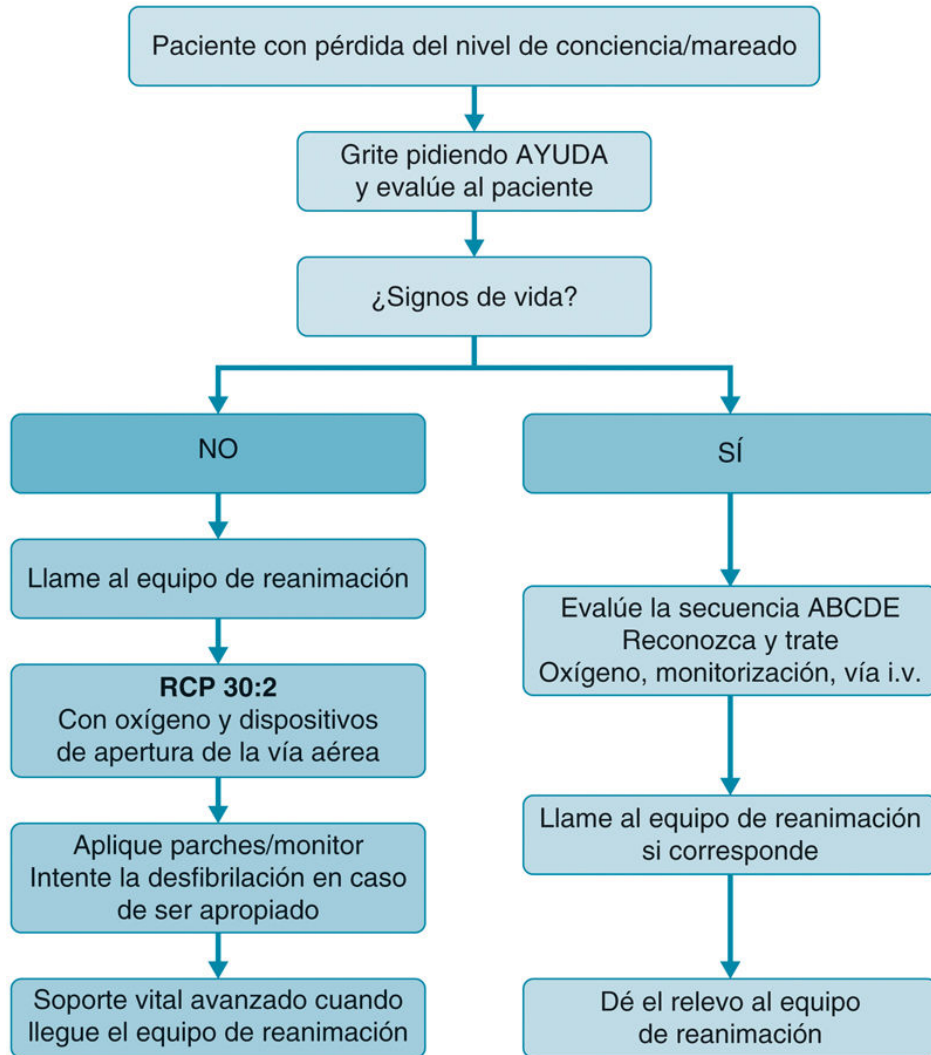 Paciente con pérdida del nivel de conciencia/mareado
Grite pidiendo AYUDA
y evalúe al paciente
¿Signos de vida?
NO
Llame al equipo de reanimación
RCP 30:2
Con oxígeno y dispositivos
de apertura de la vía aérea
Aplique parches/monitor
Intente la desfibrilación en caso
de ser apropiado
Soporte vital avanzado cuando
llegue el equipo de reanimación
SÍ
Evalúe la secuencia ABCDE
Reconozca y trate
Oxígeno, monitorización, vía i.v.
Llame al equipo de reanimación
si corresponde
Dé el relevo al equipo
de reanimación